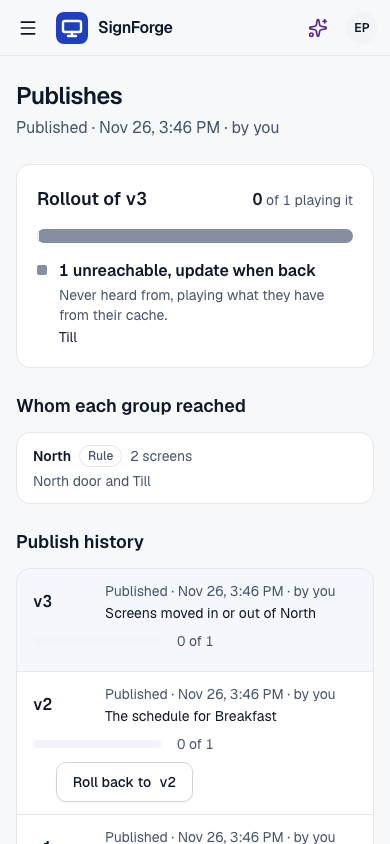 SignForge
EP
Publishes
Published · Nov 26, 3:46 PM · by you
Rollout of v3
0 of 1 playing it
1 unreachable, update when back
Never heard from, playing what they have
from their cache.
Till
Whom each group reached
North Rule 2 screens
North door and Till
Publish history
Published · Nov 26, 3:46 PM · by you
v3
Screens moved in or out of North
0 of 1
Published · Nov 26, 3:46 PM · by you
v2
The schedule for Breakfast
0 of 1
Roll back to v2
Published · Nov 26, 3:46 PM · by you